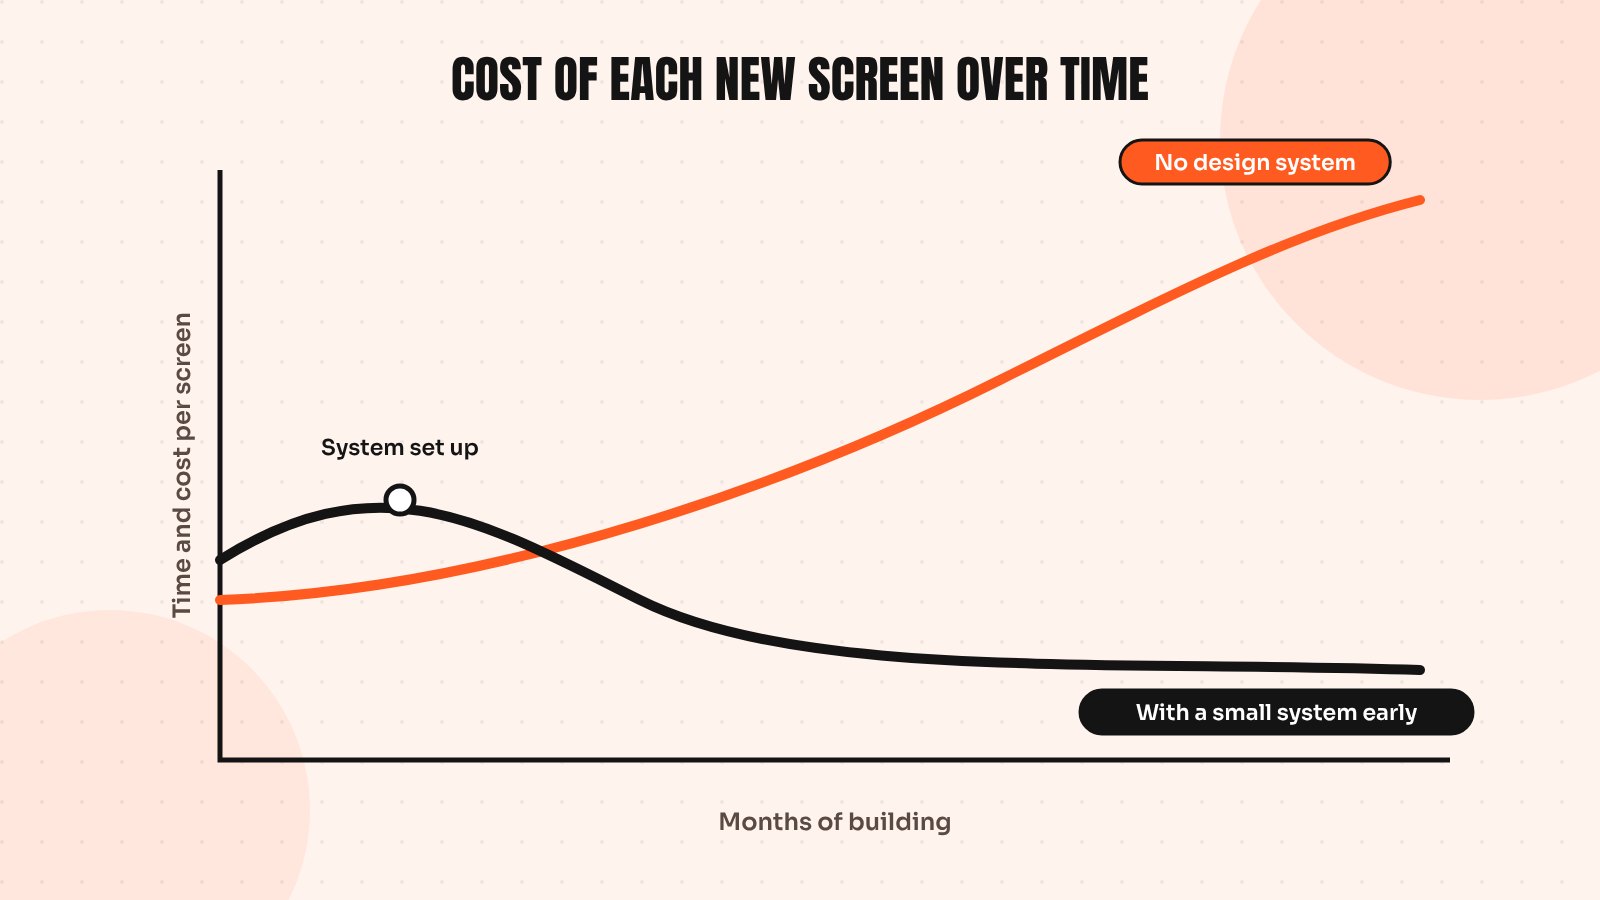 COST OF EACH NEW SCREEN OVER TIME
No design system
Time and cost per screen
System set up
With a small system early
Months of building